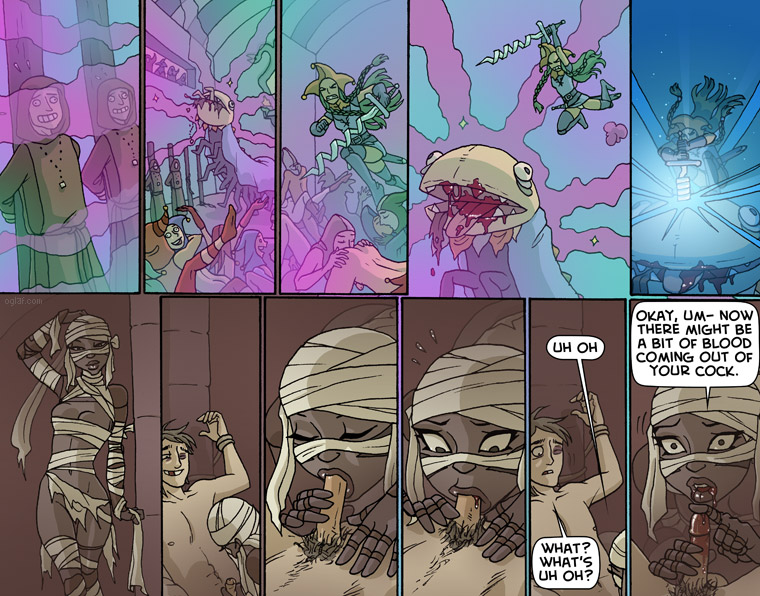 oglaf.com
UH OH
WHAT?
WHAT'S
UH OH?
OKAY, UM- NOW
THERE MIGHT BE
A BIT OF BLOOD
COMING OUT OF
YOUR COCK.